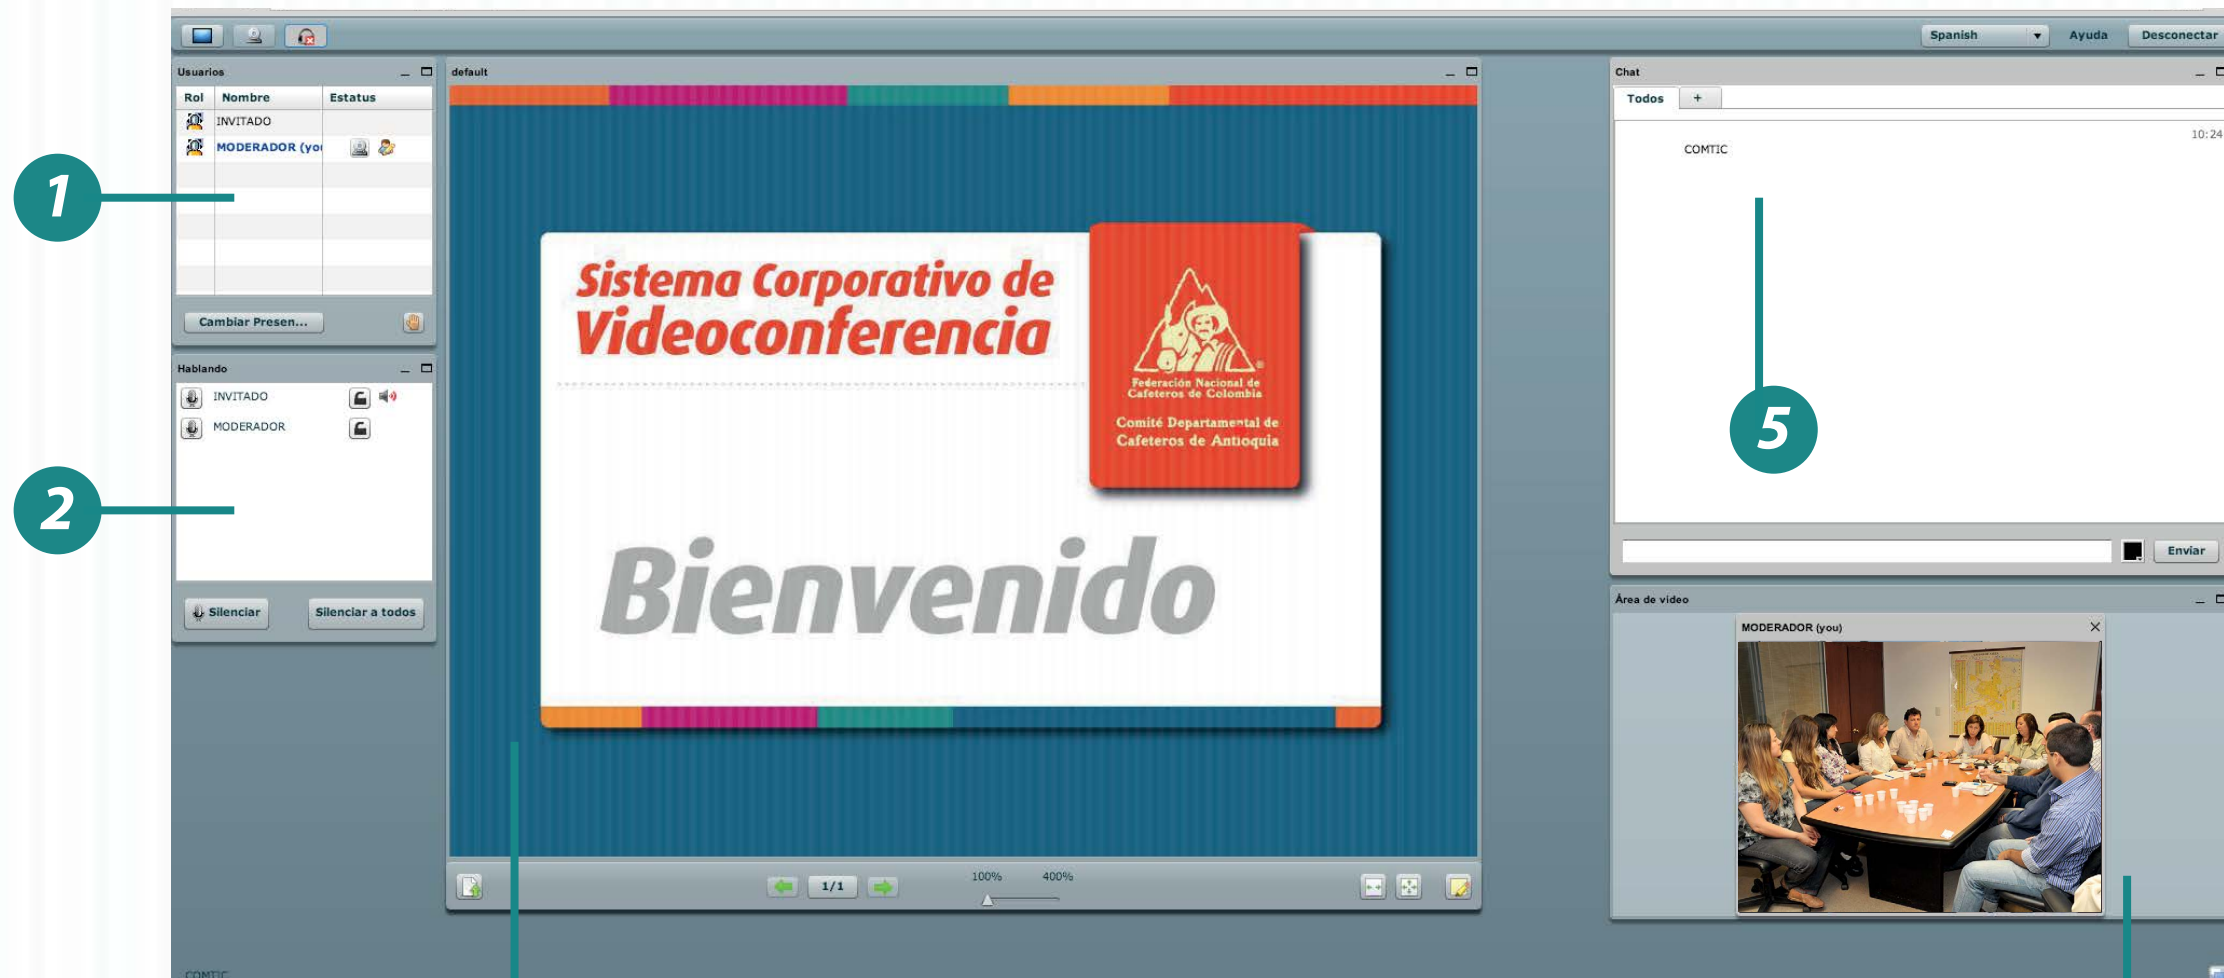 Spanish
Ayuda
Desconectar
Usuarios
Rol Nombre Estatus
INVITADO
MODERADOR (you
Cambiar Presen...
1
Hablando
INVITADO
MODERADOR
Silenciar
Silenciar a todos
2
default
Sistema Corporativo de
Videoconferencia
Federación Nacional de
Cafeteros de Colombia
®
Comité Departamental de
Cafeteros de Antioquia
Bienvenido
1/1
100% 400%
Chat
Todos +
10:24
COMTIC
5
Enviar
Área de video
MODERADOR (you)
COMTIC